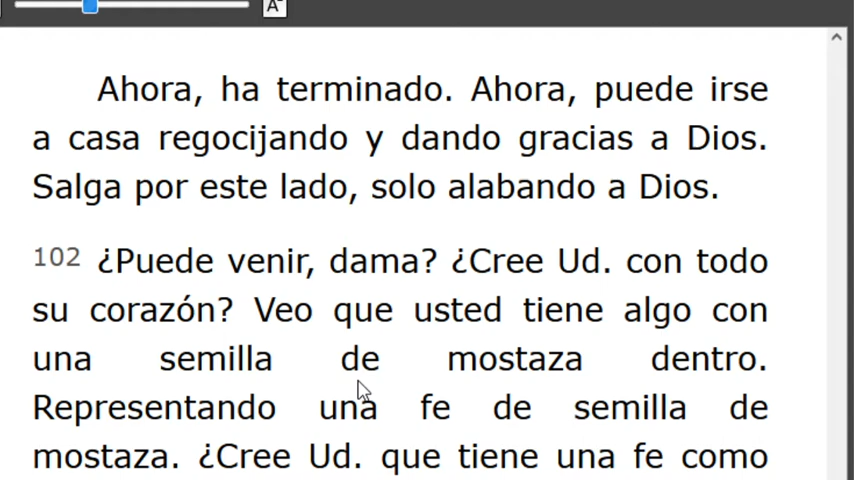 A
Ahora, ha terminado. Ahora, puede irse
a casa regocijando y dando gracias a Dios.
Salga por este lado, solo alabando a Dios.
102 ¿Puede venir, dama? ¿Cree Ud. con todo
su corazón? Veo que usted tiene algo con
una semilla de mostaza dentro.
Representando una fe de semilla de
mostaza. ¿Cree Ud. que tiene una fe como